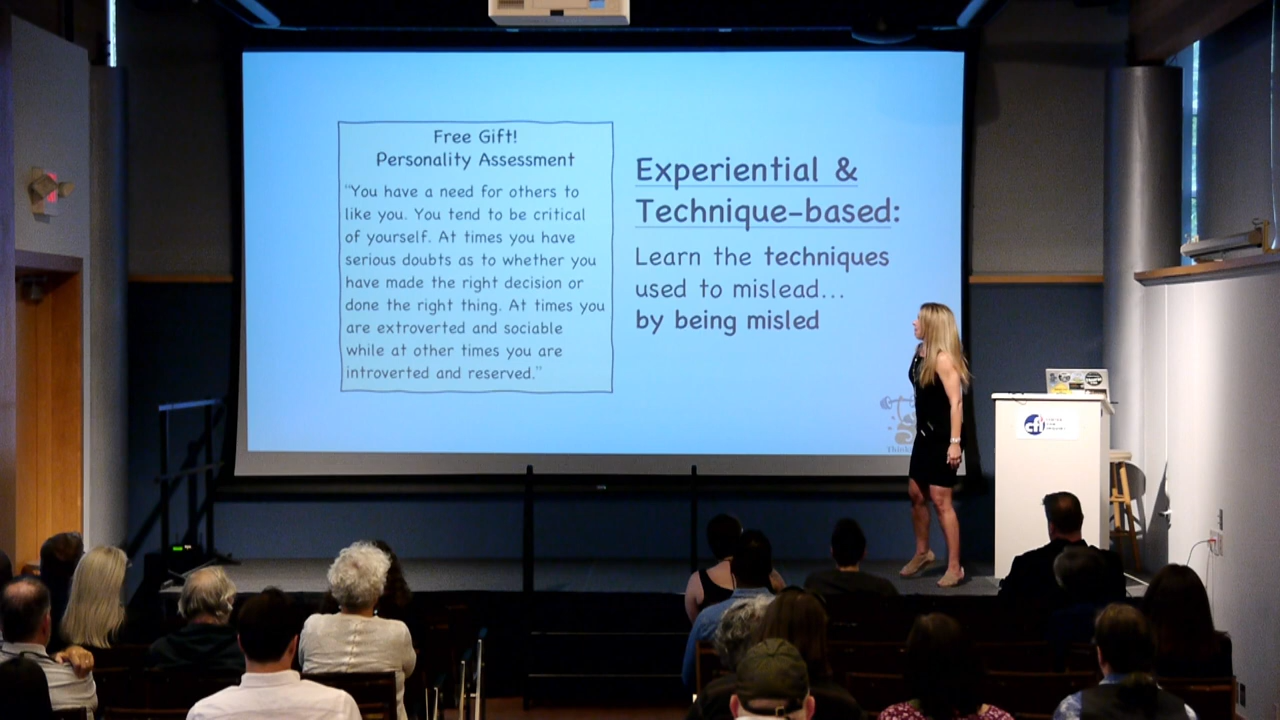 Free Gift!
Personality Assessment
"You have a need for others to
like you. You tend to be critical
of yourself. At times you have
serious doubts as to whether you
have made the right decision or
done the right thing. At times you
are extroverted and sociable
while at other times you are
introverted and reserved."
Experiential &
Technique-based:
Learn the techniques
used to mislead...
by being misled
cfi